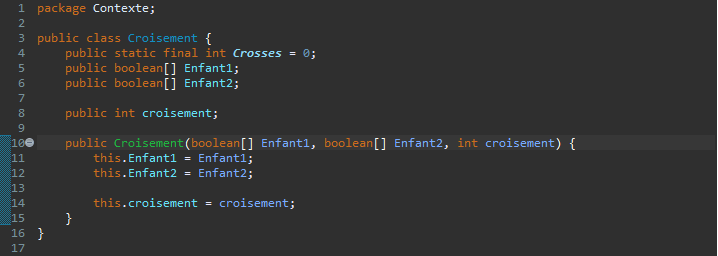 1 package Contexte;
2
3 public class Croisement {
4     public static final int Crosses = 0;
5     public boolean[] Enfant1;
6     public boolean[] Enfant2;
7
8     public int croisement;
9
10     public Croisement(boolean[] Enfant1, boolean[] Enfant2, int croisement) {
11         this.Enfant1 = Enfant1;
12         this.Enfant2 = Enfant2;
13
14         this.croisement = croisement;
15     }
16 }
17